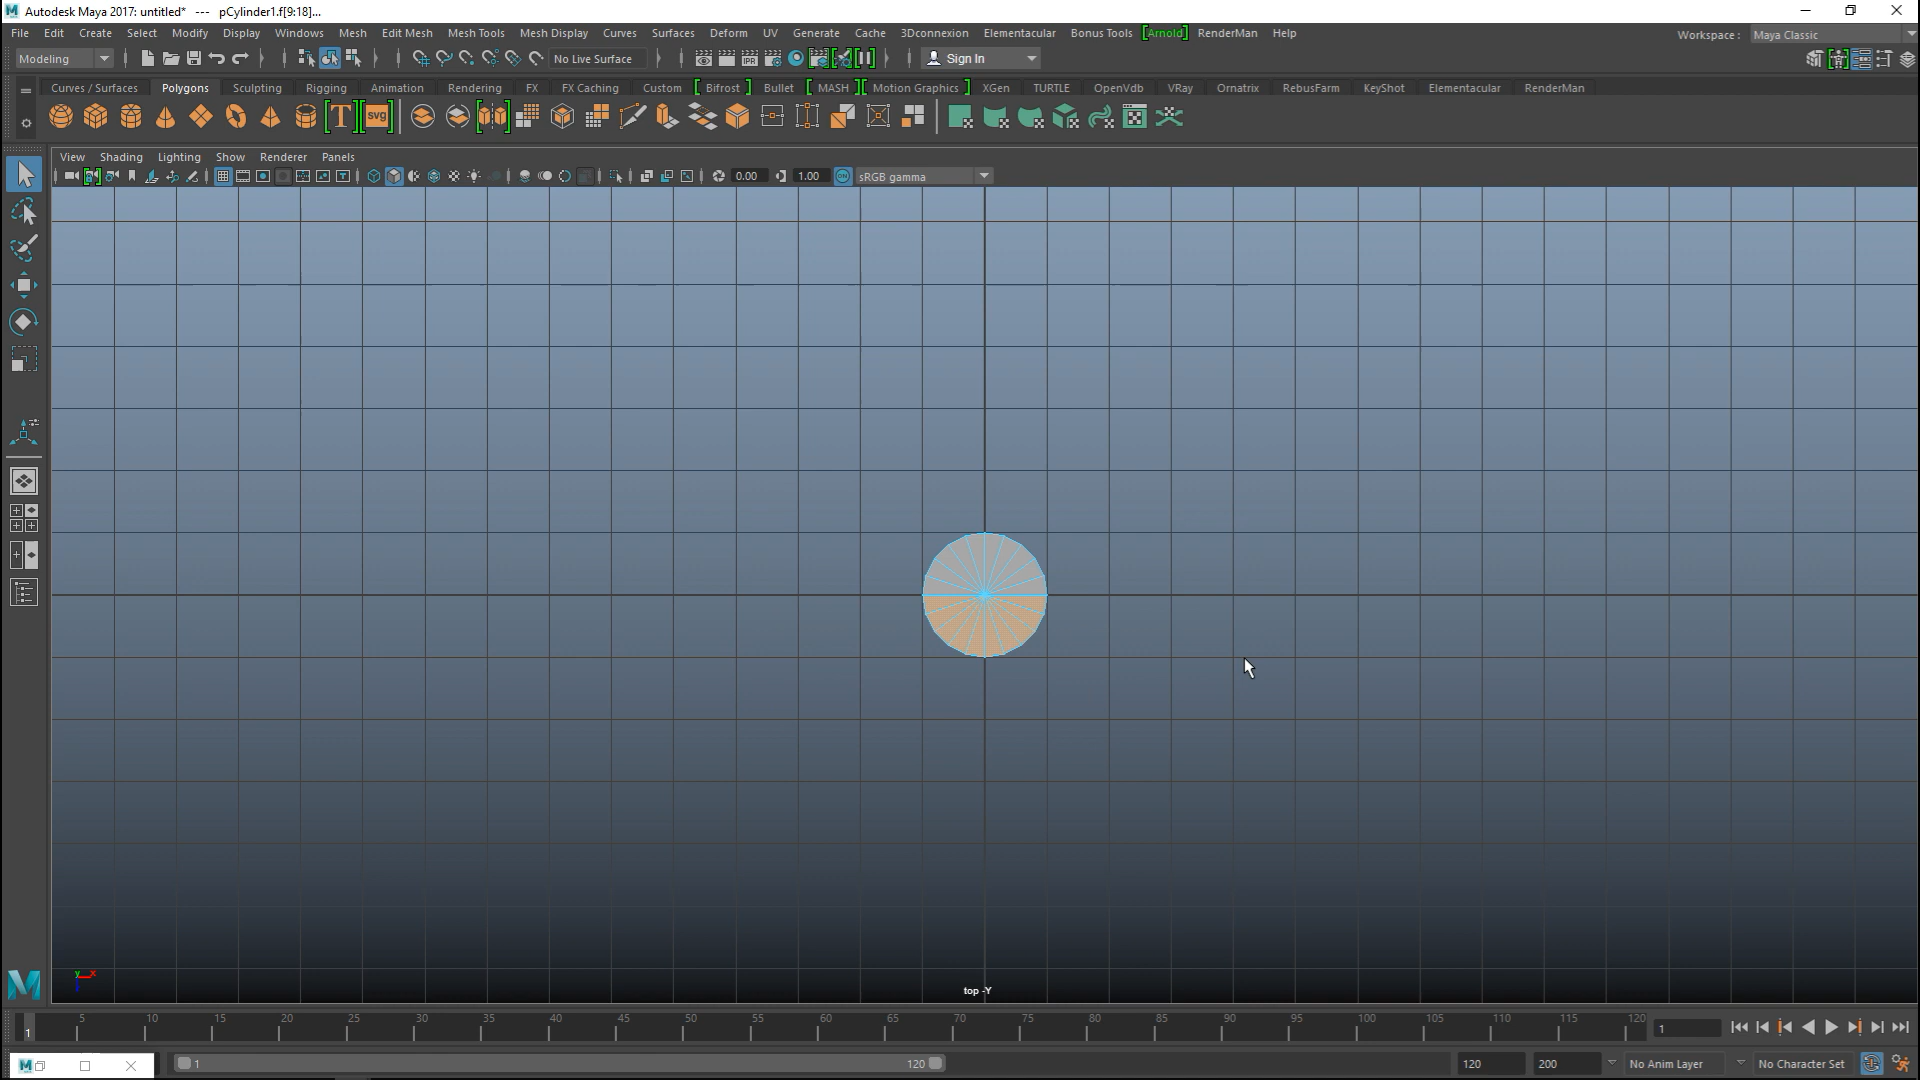 Autodesk Maya 2017: untitled* --- pCylinder1.f[9:18]...
File Edit Create Select Modify Display Windows Mesh Edit Mesh Mesh Tools Mesh Display Curves Surfaces Deform UV Generate Cache 3Dconnexion Elementacular Bonus Tools [Arnold] RenderMan Help
Workspace : Maya Classic
Modeling No Live Surface Sign In
Curves / Surfaces Polygons Sculpting Rigging Animation Rendering FX FX Caching Custom Bifrost Bullet MASH Motion Graphics XGen TURTLE OpenVdb VRay Ornatrix RebusFarm KeyShot Elementacular RenderMan
T svg
View Shading Lighting Show Renderer Panels
0.00 1.00 ON sRGB gamma
y x
top -Y
5 10 15 20 25 30 35 40 45 50 55 60 65 70 75 80 85 90 95 100 105 110 115 120
1 1
1 120 120 200 No Anim Layer No Character Set